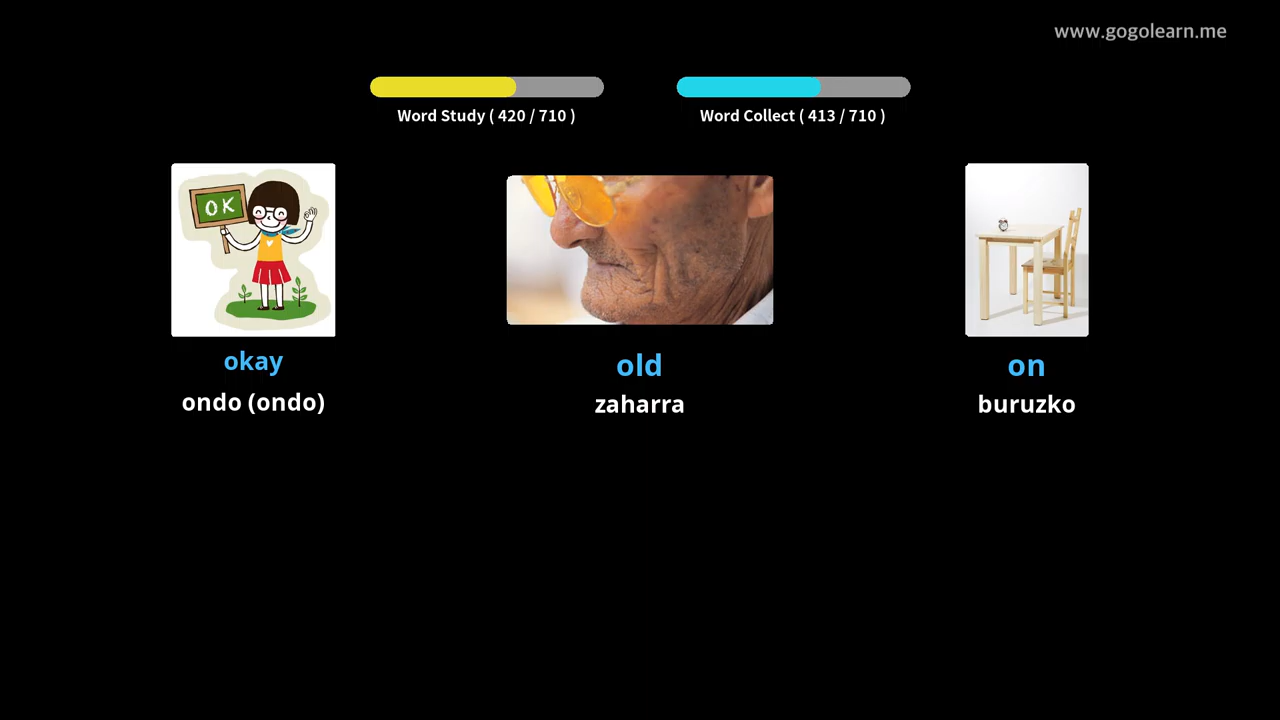 www.gogolearn.me
Word Study ( 420 / 710 )
Word Collect ( 413 / 710 )
OK
okay
old
on
ondo (ondo)
zaharra
buruzko